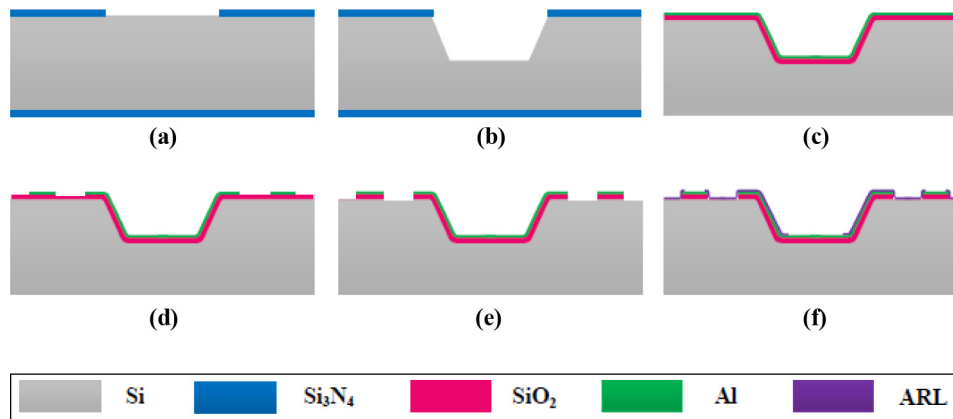 (a) (b) (c)
(d) (e) (f)
Si Si₃N₄ SiO₂ Al ARL